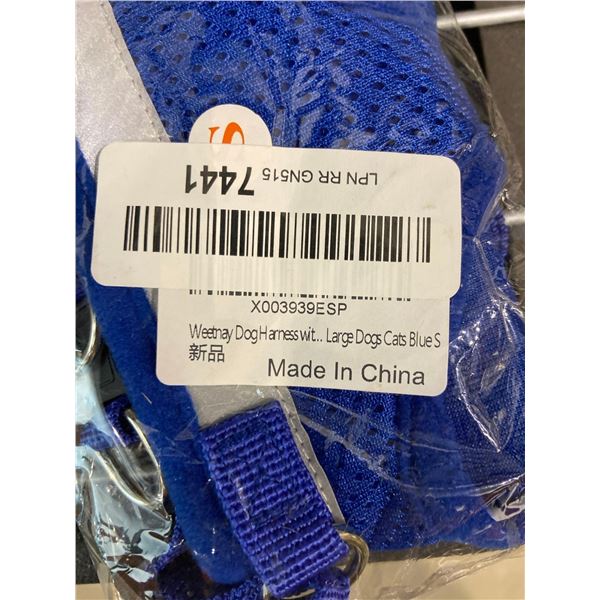 S
LPN RR GN515 7441
X003939ESP
Weetnay Dog Harness wit... Large Dogs Cats Blue S
新品
Made In China